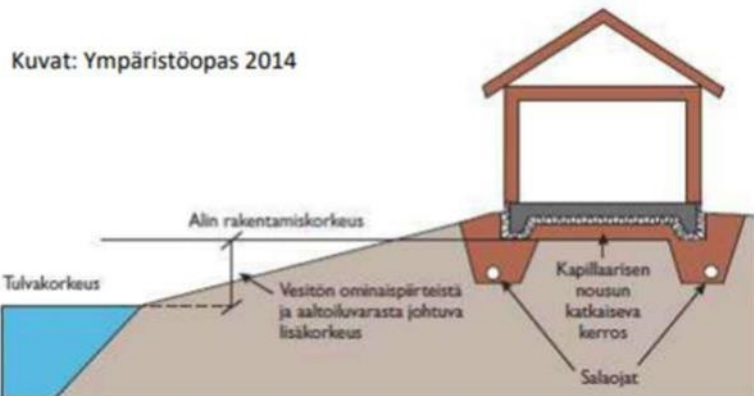 Kuvat: Ympäristöopas 2014
Alin rakentamiskorkeus
Tulvakorkeus
Vesitön ominaispiirteistä
ja aaltoiluvarasta johtuva
lisäkorkeus
Kapillaarisen
nousun
katkaiseva
kerros
Salaojat